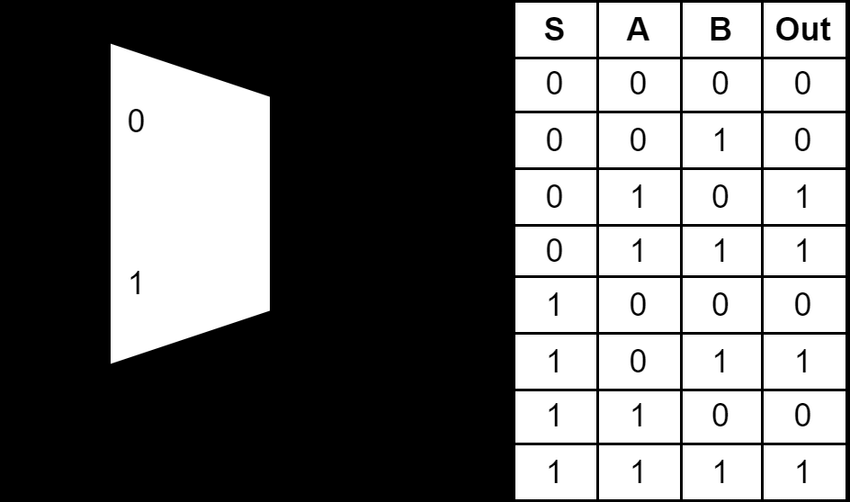 0
1
S A B Out
0 0 0 0
0 0 1 0
0 1 0 1
0 1 1 1
1 0 0 0
1 0 1 1
1 1 0 0
1 1 1 1